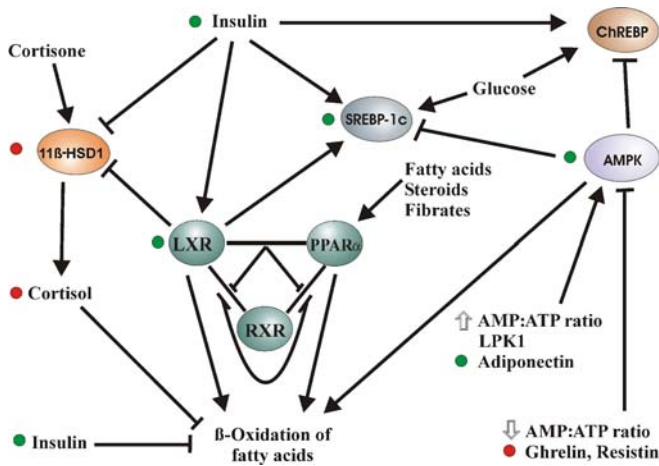 Insulin
ChREBP
Cortisone
Glucose
SREBP-1c
11ß-HSD1
AMPK
Fatty acids
Steroids
Fibrates
LXR
PPARα
Cortisol
RXR
AMP:ATP ratio
LPK1
Adiponectin
Insulin
ß-Oxidation of
fatty acids
AMP:ATP ratio
Ghrelin, Resistin